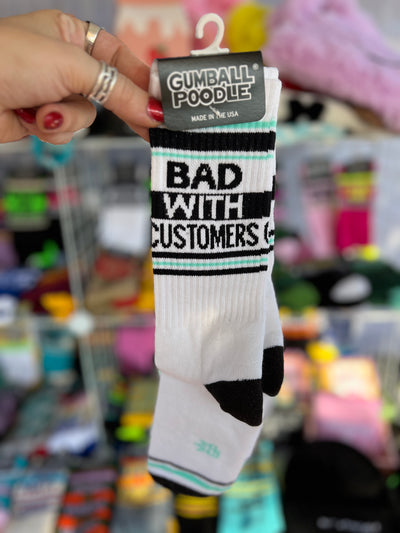 GUMBALL
POODLE®
MADE IN THE USA
BAD
WITH
CUSTOMERS